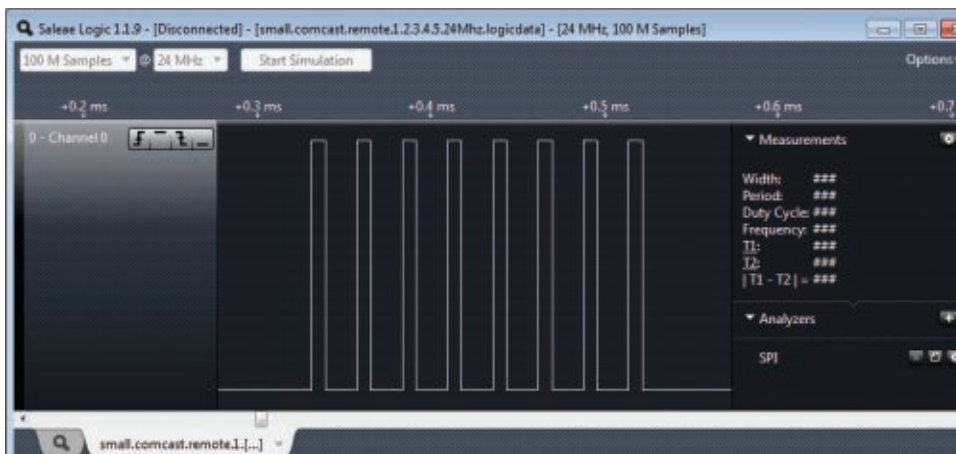 Saleae Logic 1.1.9 - [Disconnected] - [small.comcast.remote.1.2.3.4.5.24Mhz.logicdata] - [24 MHz, 100 M Samples]
100 M Samples @ 24 MHz Start Simulation Options
+0.2 ms +0.3 ms +0.4 ms +0.5 ms +0.6 ms +0.7
0 - Channel 0
Measurements
Width: ###
Period: ###
Duty Cycle: ###
Frequency: ###
T1: ###
T2: ###
| T1 - T2 | = ###
Analyzers
SPI
small.comcast.remote.1.[...]